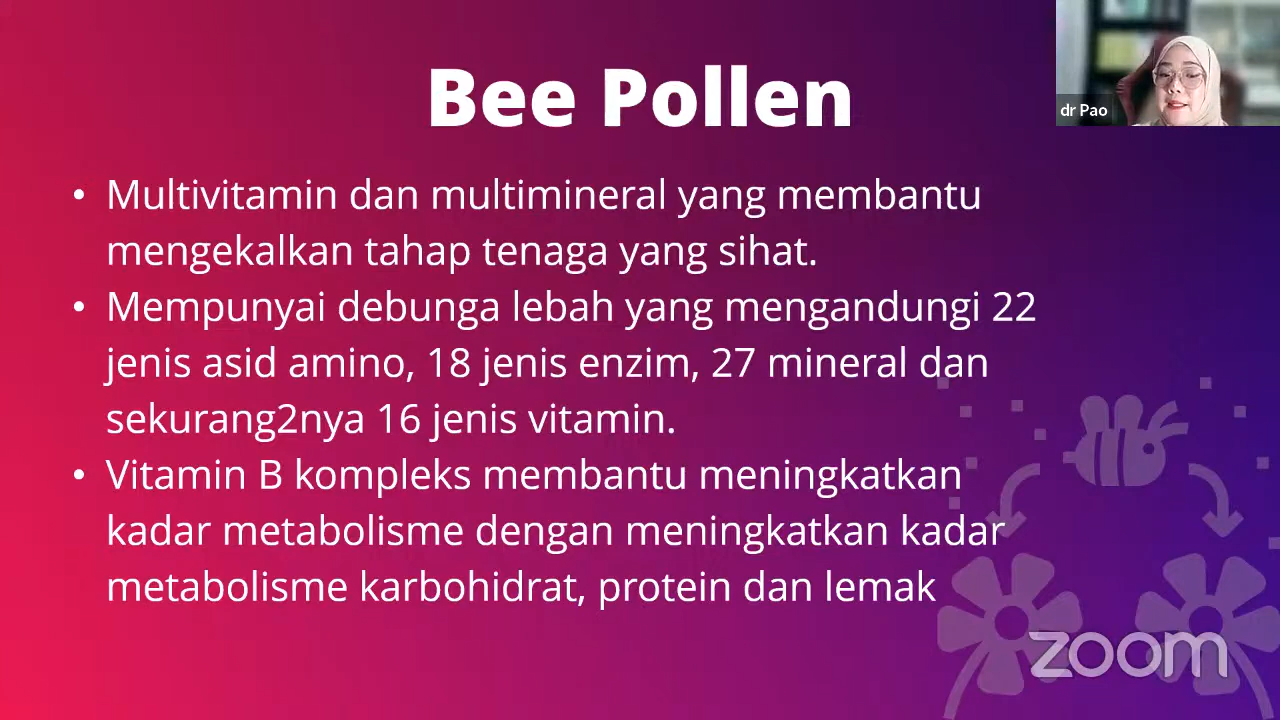 Bee Pollen
dr Pao
• Multivitamin dan multimineral yang membantu
mengekalkan tahap tenaga yang sihat.
• Mempunyai debunga lebah yang mengandungi 22
jenis asid amino, 18 jenis enzim, 27 mineral dan
sekurang2nya 16 jenis vitamin.
• Vitamin B kompleks membantu meningkatkan
kadar metabolisme dengan meningkatkan kadar
metabolisme karbohidrat, protein dan lemak
zoom